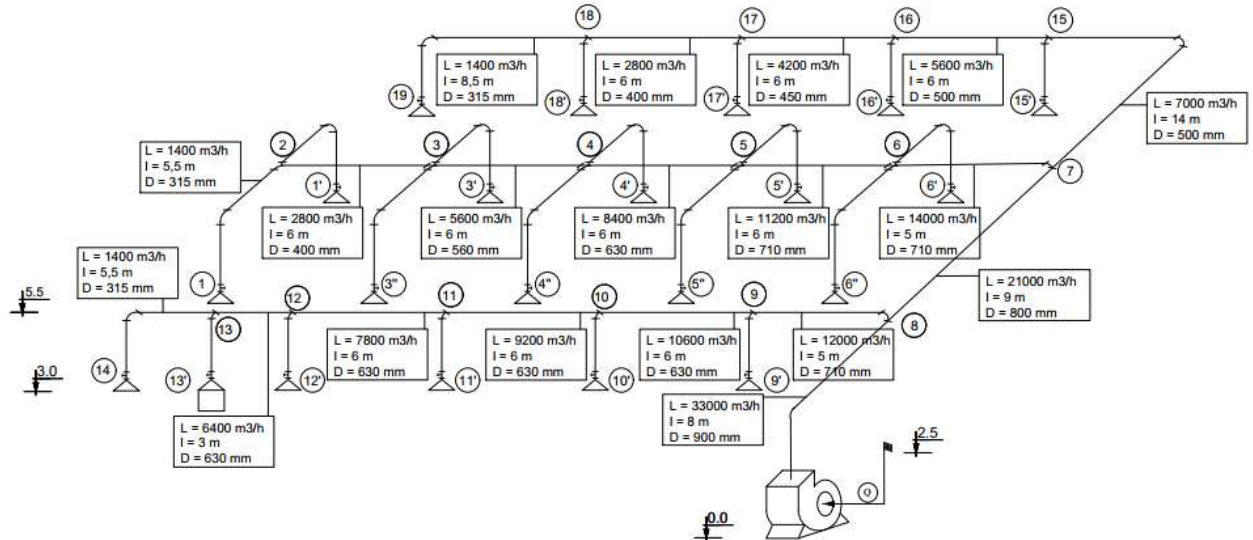 18
17
16
15
L = 1400 m3/h
l = 8,5 m
D = 315 mm
L = 2800 m3/h
l = 6 m
D = 400 mm
L = 4200 m3/h
l = 6 m
D = 450 mm
L = 5600 m3/h
l = 6 m
D = 500 mm
19
18'
17'
16'
15'
L = 7000 m3/h
l = 14 m
D = 500 mm
L = 1400 m3/h
l = 5,5 m
D = 315 mm
2
3
4
5
6
7
1'
3'
4'
5'
6'
L = 2800 m3/h
l = 6 m
D = 400 mm
L = 5600 m3/h
l = 6 m
D = 560 mm
L = 8400 m3/h
l = 6 m
D = 630 mm
L = 11200 m3/h
l = 6 m
D = 710 mm
L = 14000 m3/h
l = 5 m
D = 710 mm
L = 1400 m3/h
l = 5,5 m
D = 315 mm
1
3"
4"
5"
6"
L = 21000 m3/h
l = 9 m
D = 800 mm
5.5
12
11
10
9
8
13
L = 7800 m3/h
l = 6 m
D = 630 mm
L = 9200 m3/h
l = 6 m
D = 630 mm
L = 10600 m3/h
l = 6 m
D = 630 mm
L = 12000 m3/h
l = 5 m
D = 710 mm
3.0
14
13'
12'
11'
10'
9'
L = 6400 m3/h
l = 3 m
D = 630 mm
L = 33000 m3/h
l = 8 m
D = 900 mm
2.5
Q
0.0